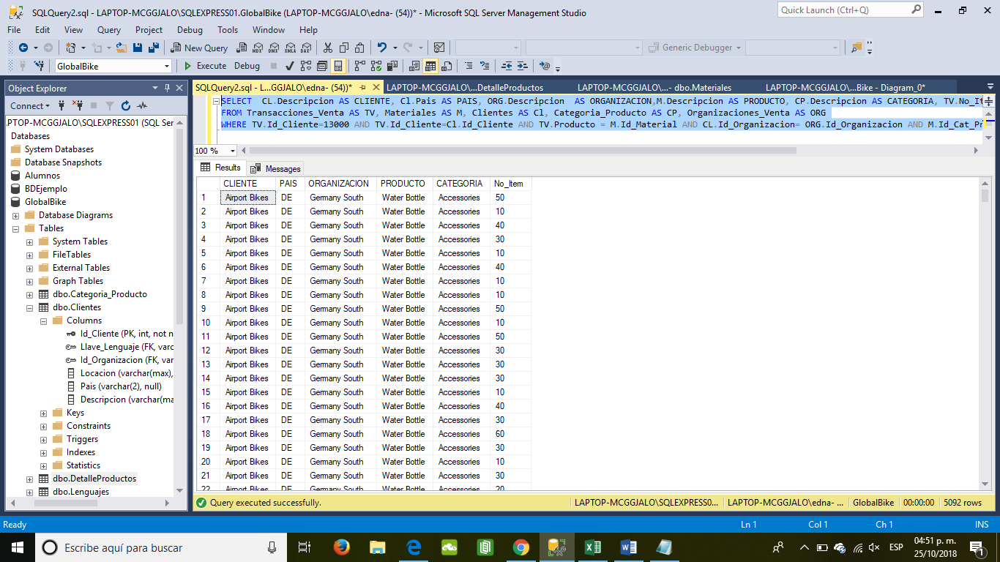 SQLQuery2.sql - LAPTOP-MCGGJALO\SQLEXPRESS01.GlobalBike (LAPTOP-MCGGJALO\edna- (54))* - Microsoft SQL Server Management Studio
Quick Launch (Ctrl+Q)
File Edit View Query Project Debug Tools Window Help
New Query MDX DMX XMLA DAX Generic Debugger
GlobalBike Execute Debug
Object Explorer
SQLQuery2.sql - L...GGJALO\edna- (54))* LAPTOP-MCGGJALO\...DetalleProductos LAPTOP-MCGGJALO\...- dbo.Materiales LAPTOP-MCGGJALO\...Bike - Diagram_0*
Connect
.PTOP-MCGGJALO\SQLEXPRESS01 (SQL Ser
Databases
System Databases
Database Snapshots
Alumnos
BDEjemplo
GlobalBike
Database Diagrams
Tables
System Tables
FileTables
External Tables
Graph Tables
dbo.Categoria_Producto
dbo.Clientes
Columns
Id_Cliente (PK, int, not n
Llave_Lenguaje (FK, varc
Id_Organizacion (FK, var
Locacion (varchar(max),
Pais (varchar(2), null)
Descripcion (varchar(ma
Keys
Constraints
Triggers
Indexes
Statistics
dbo.DetalleProductos
dbo.Lenguajes
SELECT CL.Descripcion AS CLIENTE, Cl.Pais AS PAIS, ORG.Descripcion AS ORGANIZACION,M.Descripcion AS PRODUCTO, CP.Descripcion AS CATEGORIA, TV.No_It
FROM Transacciones_Venta AS TV, Materiales AS M, Clientes AS Cl, Categoria_Producto AS CP, Organizaciones_Venta AS ORG
WHERE TV.Id_Cliente=13000 AND TV.Id_Cliente=Cl.Id_Cliente AND TV.Producto = M.Id_Material AND CL.Id_Organizacion= ORG.Id_Organizacion AND M.Id_Cat_Pr
100 %
Results Messages
CLIENTE PAIS ORGANIZACION PRODUCTO CATEGORIA No_Item
1 Airport Bikes DE Germany South Water Bottle Accessories 50
2 Airport Bikes DE Germany South Water Bottle Accessories 10
3 Airport Bikes DE Germany South Water Bottle Accessories 40
4 Airport Bikes DE Germany South Water Bottle Accessories 30
5 Airport Bikes DE Germany South Water Bottle Accessories 10
6 Airport Bikes DE Germany South Water Bottle Accessories 40
7 Airport Bikes DE Germany South Water Bottle Accessories 10
8 Airport Bikes DE Germany South Water Bottle Accessories 10
9 Airport Bikes DE Germany South Water Bottle Accessories 50
10 Airport Bikes DE Germany South Water Bottle Accessories 10
11 Airport Bikes DE Germany South Water Bottle Accessories 50
12 Airport Bikes DE Germany South Water Bottle Accessories 30
13 Airport Bikes DE Germany South Water Bottle Accessories 30
14 Airport Bikes DE Germany South Water Bottle Accessories 30
15 Airport Bikes DE Germany South Water Bottle Accessories 10
16 Airport Bikes DE Germany South Water Bottle Accessories 40
17 Airport Bikes DE Germany South Water Bottle Accessories 30
18 Airport Bikes DE Germany South Water Bottle Accessories 60
19 Airport Bikes DE Germany South Water Bottle Accessories 30
20 Airport Bikes DE Germany South Water Bottle Accessories 10
21 Airport Bikes DE Germany South Water Bottle Accessories 30
22 Airport Bikes DE Germany South Water Bottle Accessories 20
Query executed successfully. LAPTOP-MCGGJALO\SQLEXPRESS0... LAPTOP-MCGGJALO\edna- ... GlobalBike 00:00:00 5092 rows
Ready Ln 1 Col 1 Ch 1 INS
Escribe aquí para buscar
ESP
04:51 p. m.
25/10/2018
1